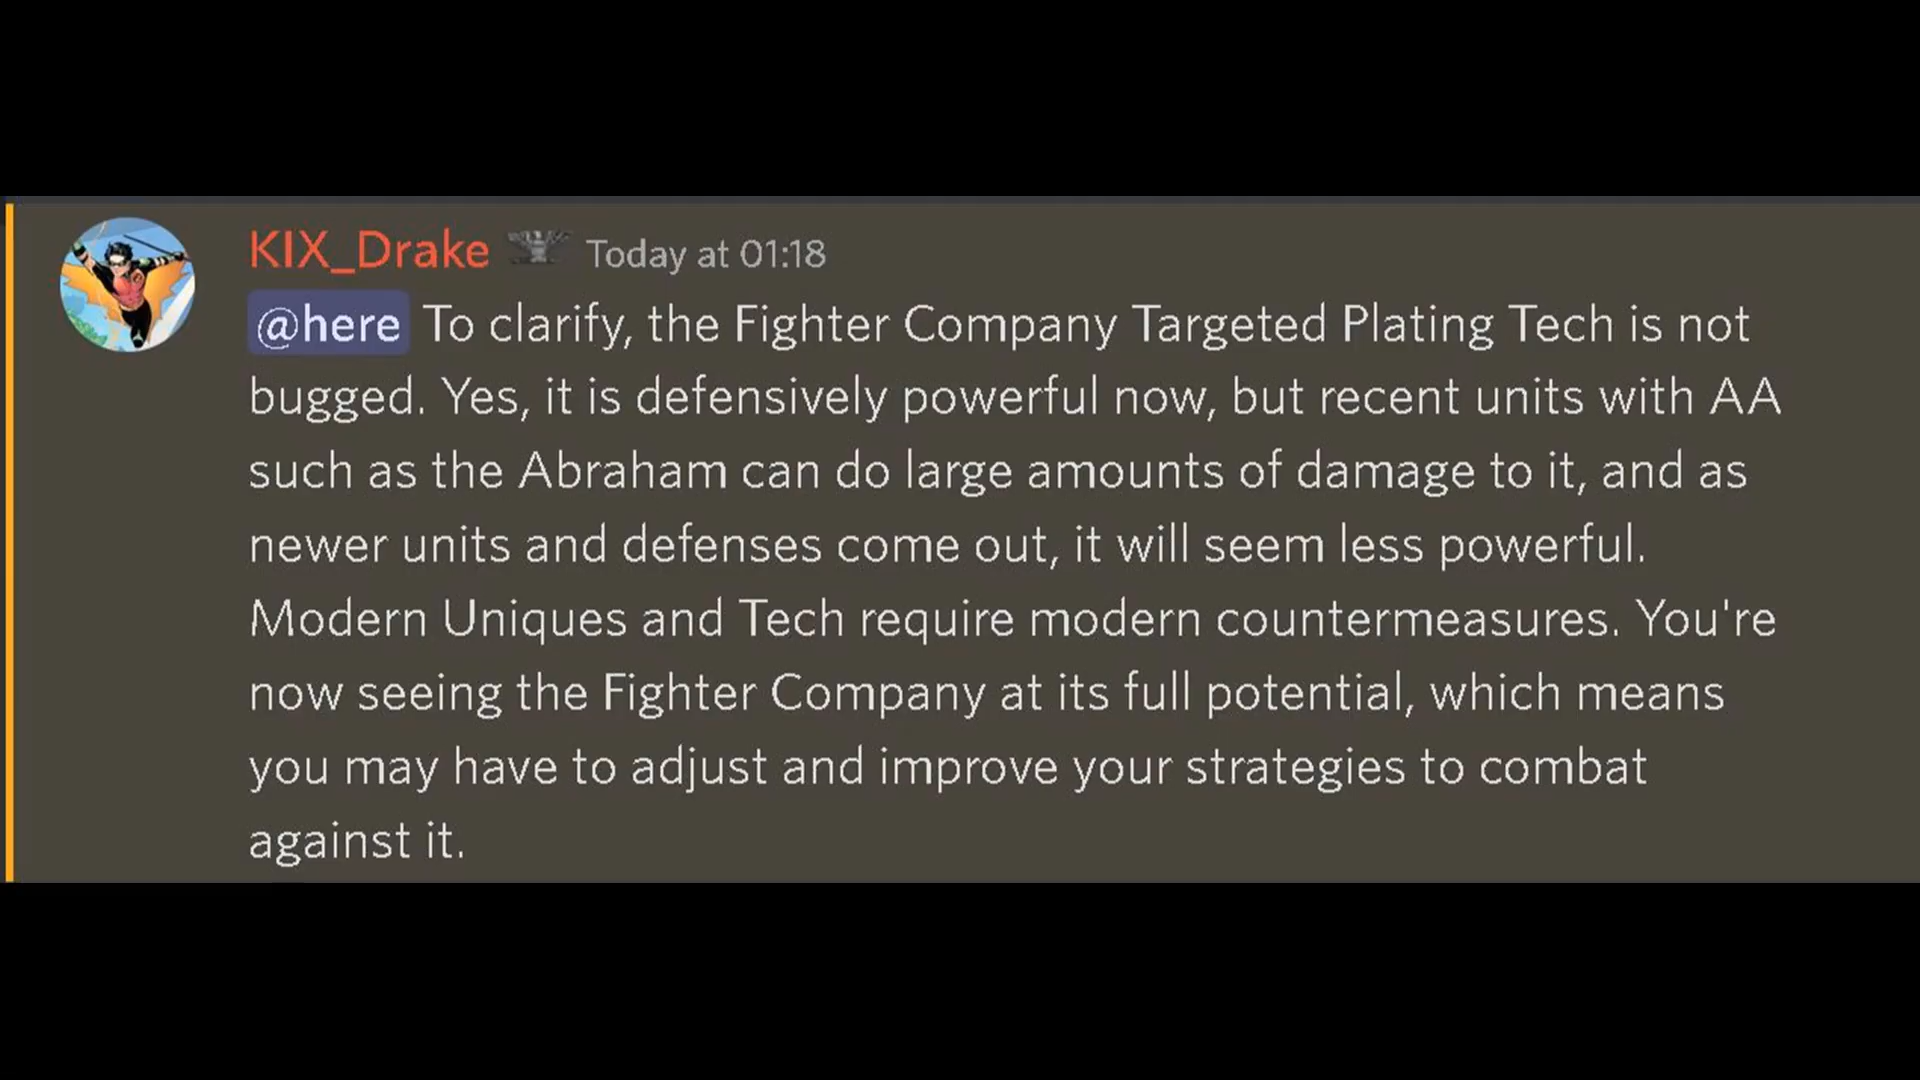 KIX_Drake Today at 01:18
@here To clarify, the Fighter Company Targeted Plating Tech is not
bugged. Yes, it is defensively powerful now, but recent units with AA
such as the Abraham can do large amounts of damage to it, and as
newer units and defenses come out, it will seem less powerful.
Modern Uniques and Tech require modern countermeasures. You're
now seeing the Fighter Company at its full potential, which means
you may have to adjust and improve your strategies to combat
against it.